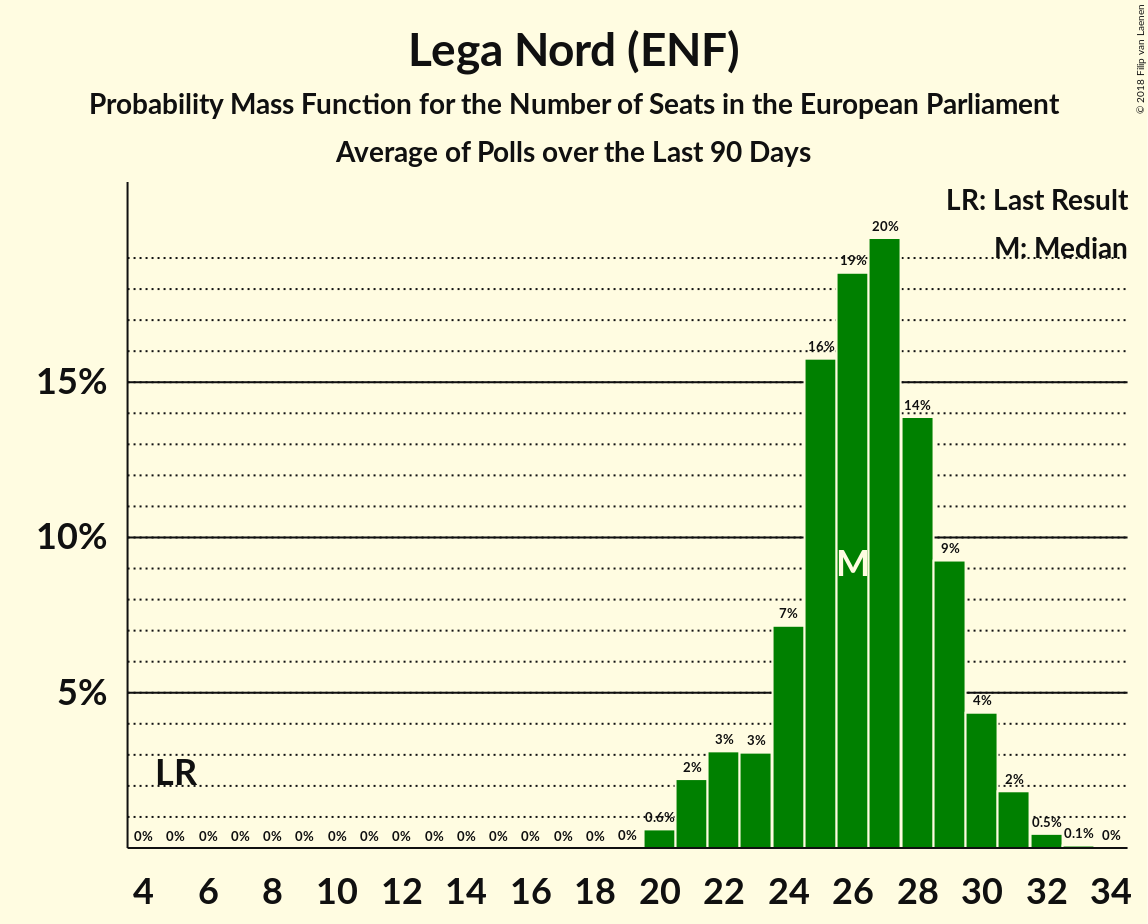 Lega Nord (ENF)
Probability Mass Function for the Number of Seats in the European Parliament
Average of Polls over the Last 90 Days
© 2018 Filip van Laenen
LR: Last Result
M: Median
15%
10%
5%
LR
M
0% 0% 0% 0% 0% 0% 0% 0% 0% 0% 0% 0% 0% 0% 0% 0% 0.6% 2% 3% 3% 7% 16% 19% 20% 14% 9% 4% 2% 0.5% 0.1% 0%
4 6 8 10 12 14 16 18 20 22 24 26 28 30 32 34